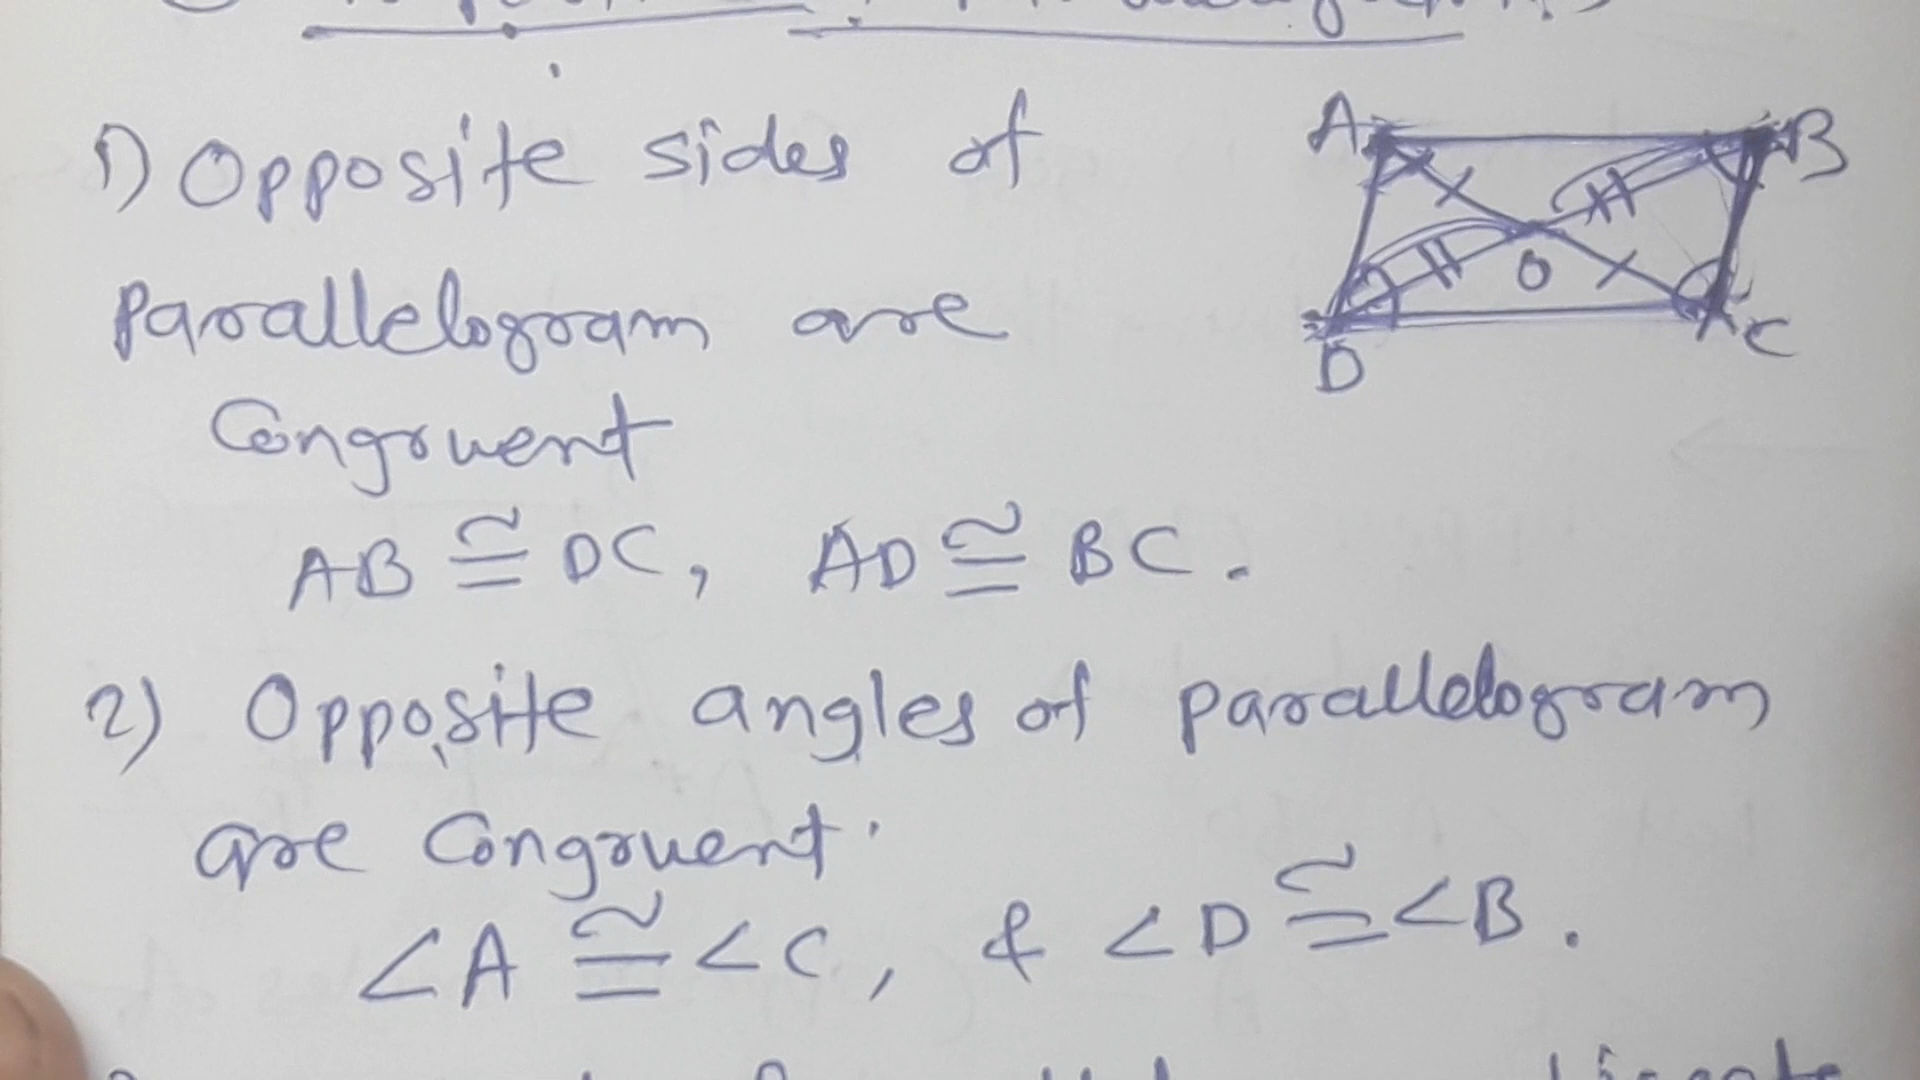 1) Opposite sides of
Parallelogram are
Congruent
AB ≅ DC, AD ≅ BC.
2) Opposite angles of parallelogram
are Congruent.
∠A ≅ ∠C, & ∠D ≅ ∠B.
A
B
O
D
C